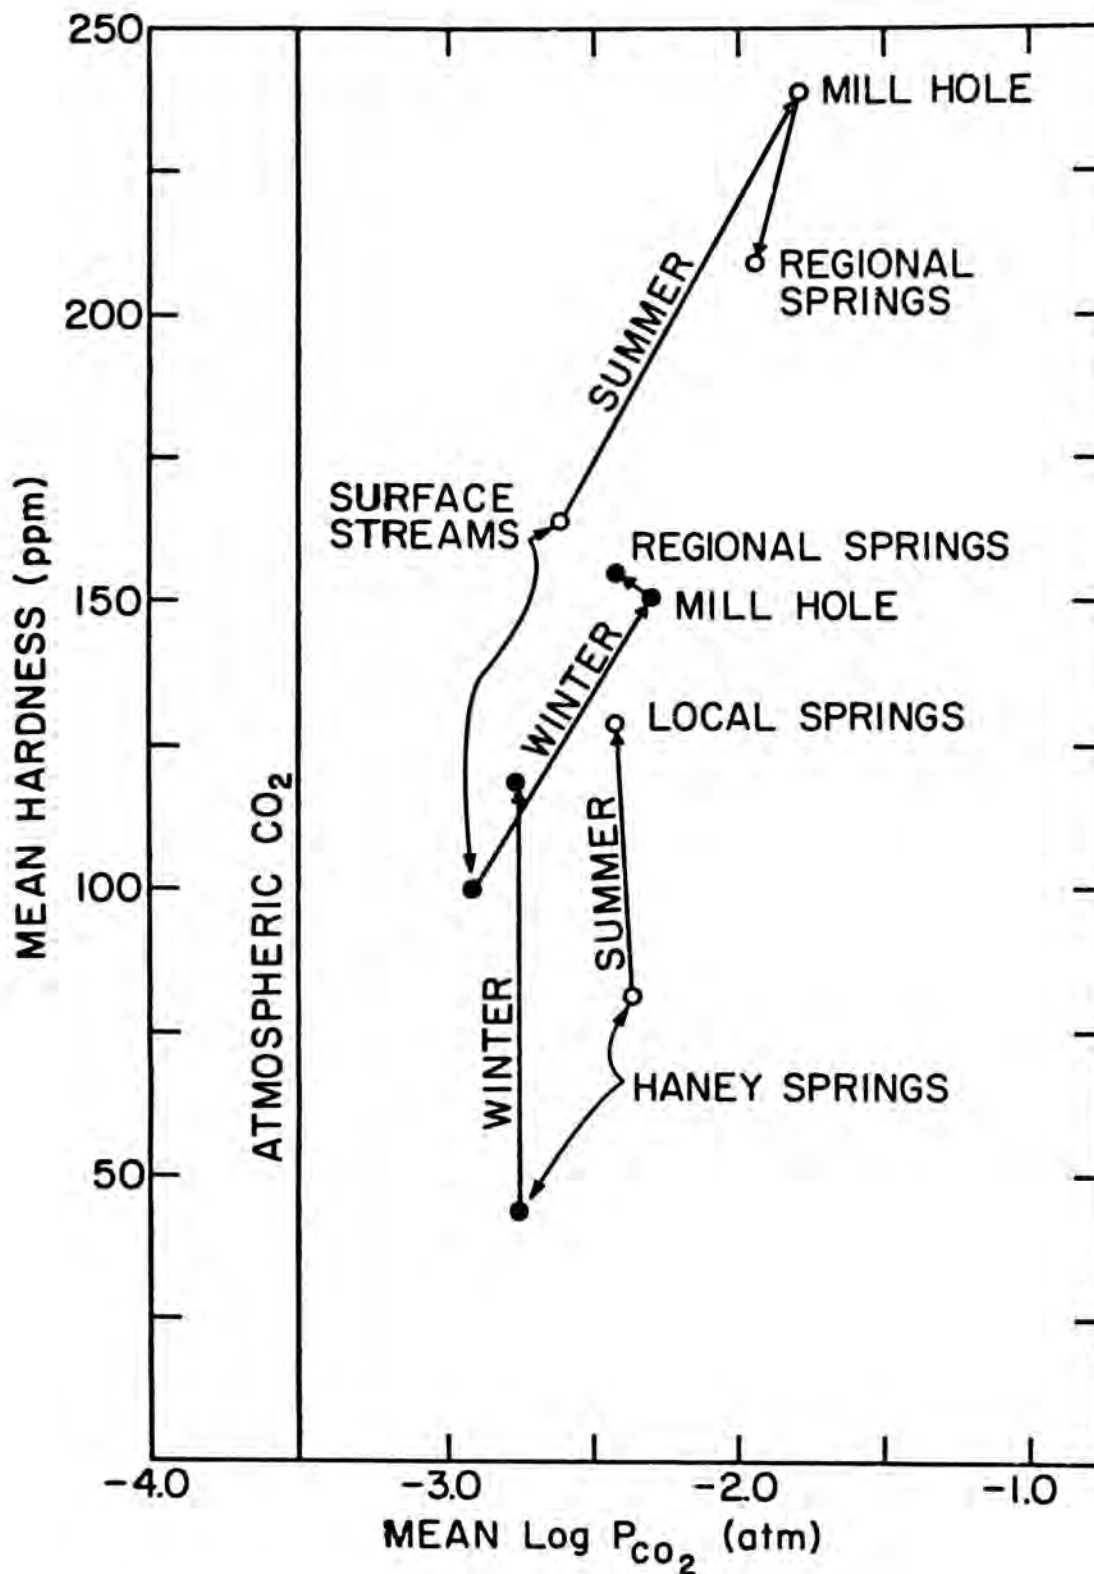 250
200
150
100
50
MEAN HARDNESS (ppm)
MILL HOLE
REGIONAL
SPRINGS
SUMMER
SURFACE
STREAMS
REGIONAL SPRINGS
MILL HOLE
WINTER
LOCAL SPRINGS
ATMOSPHERIC CO2
SUMMER
WINTER
HANEY SPRINGS
-4.0 -3.0 -2.0 -1.0
MEAN Log PCO2 (atm)